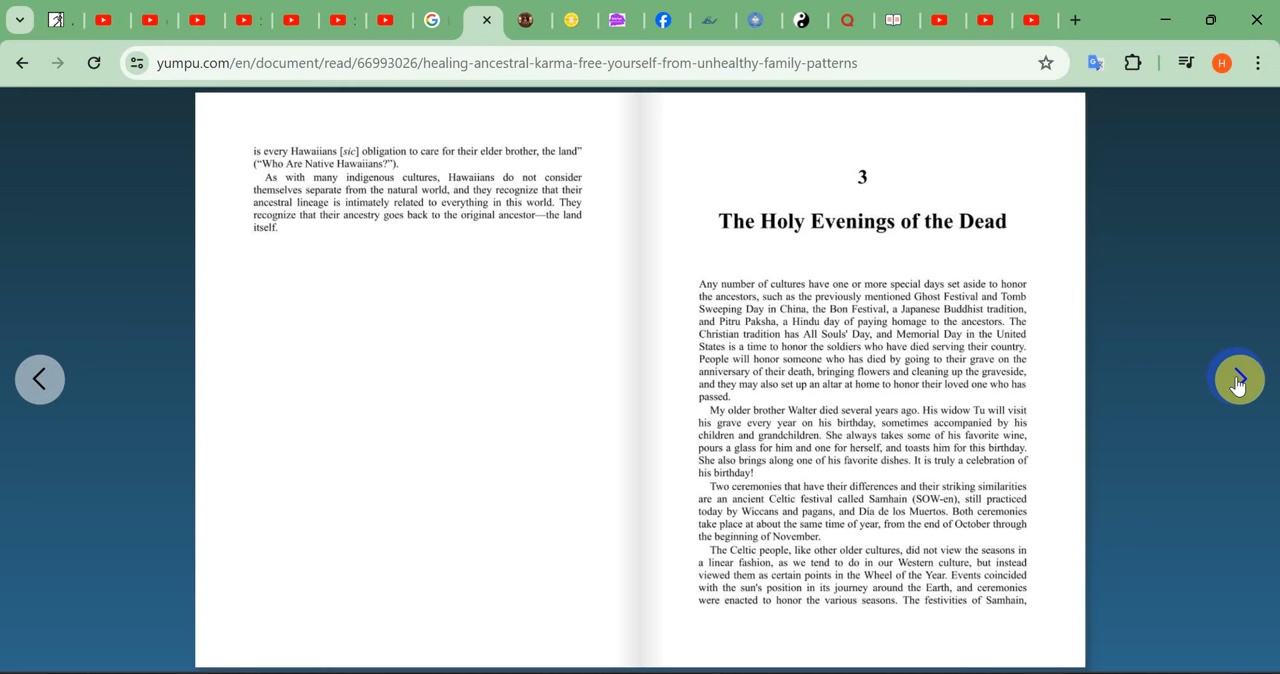 yumpu.com/en/document/read/66993026/healing-ancestral-karma-free-yourself-from-unhealthy-family-patterns
H
is every Hawaiians [sic] obligation to care for their elder brother, the land”
(“Who Are Native Hawaiians?”).
As with many indigenous cultures, Hawaiians do not consider
themselves separate from the natural world, and they recognize that their
ancestral lineage is intimately related to everything in this world. They
recognize that their ancestry goes back to the original ancestor—the land
itself.
3
The Holy Evenings of the Dead
Any number of cultures have one or more special days set aside to honor
the ancestors, such as the previously mentioned Ghost Festival and Tomb
Sweeping Day in China, the Bon Festival, a Japanese Buddhist tradition,
and Pitru Paksha, a Hindu day of paying homage to the ancestors. The
Christian tradition has All Souls' Day, and Memorial Day in the United
States is a time to honor the soldiers who have died serving their country.
People will honor someone who has died by going to their grave on the
anniversary of their death, bringing flowers and cleaning up the graveside,
and they may also set up an altar at home to honor their loved one who has
passed.
My older brother Walter died several years ago. His widow Tu will visit
his grave every year on his birthday, sometimes accompanied by his
children and grandchildren. She always takes some of his favorite wine,
pours a glass for him and one for herself, and toasts him for this birthday.
She also brings along one of his favorite dishes. It is truly a celebration of
his birthday!
Two ceremonies that have their differences and their striking similarities
are an ancient Celtic festival called Samhain (SOW-en), still practiced
today by Wiccans and pagans, and Dia de los Muertos. Both ceremonies
take place at about the same time of year, from the end of October through
the beginning of November.
The Celtic people, like other older cultures, did not view the seasons in
a linear fashion, as we tend to do in our Western culture, but instead
viewed them as certain points in the Wheel of the Year. Events coincided
with the sun's position in its journey around the Earth, and ceremonies
were enacted to honor the various seasons. The festivities of Samhain,